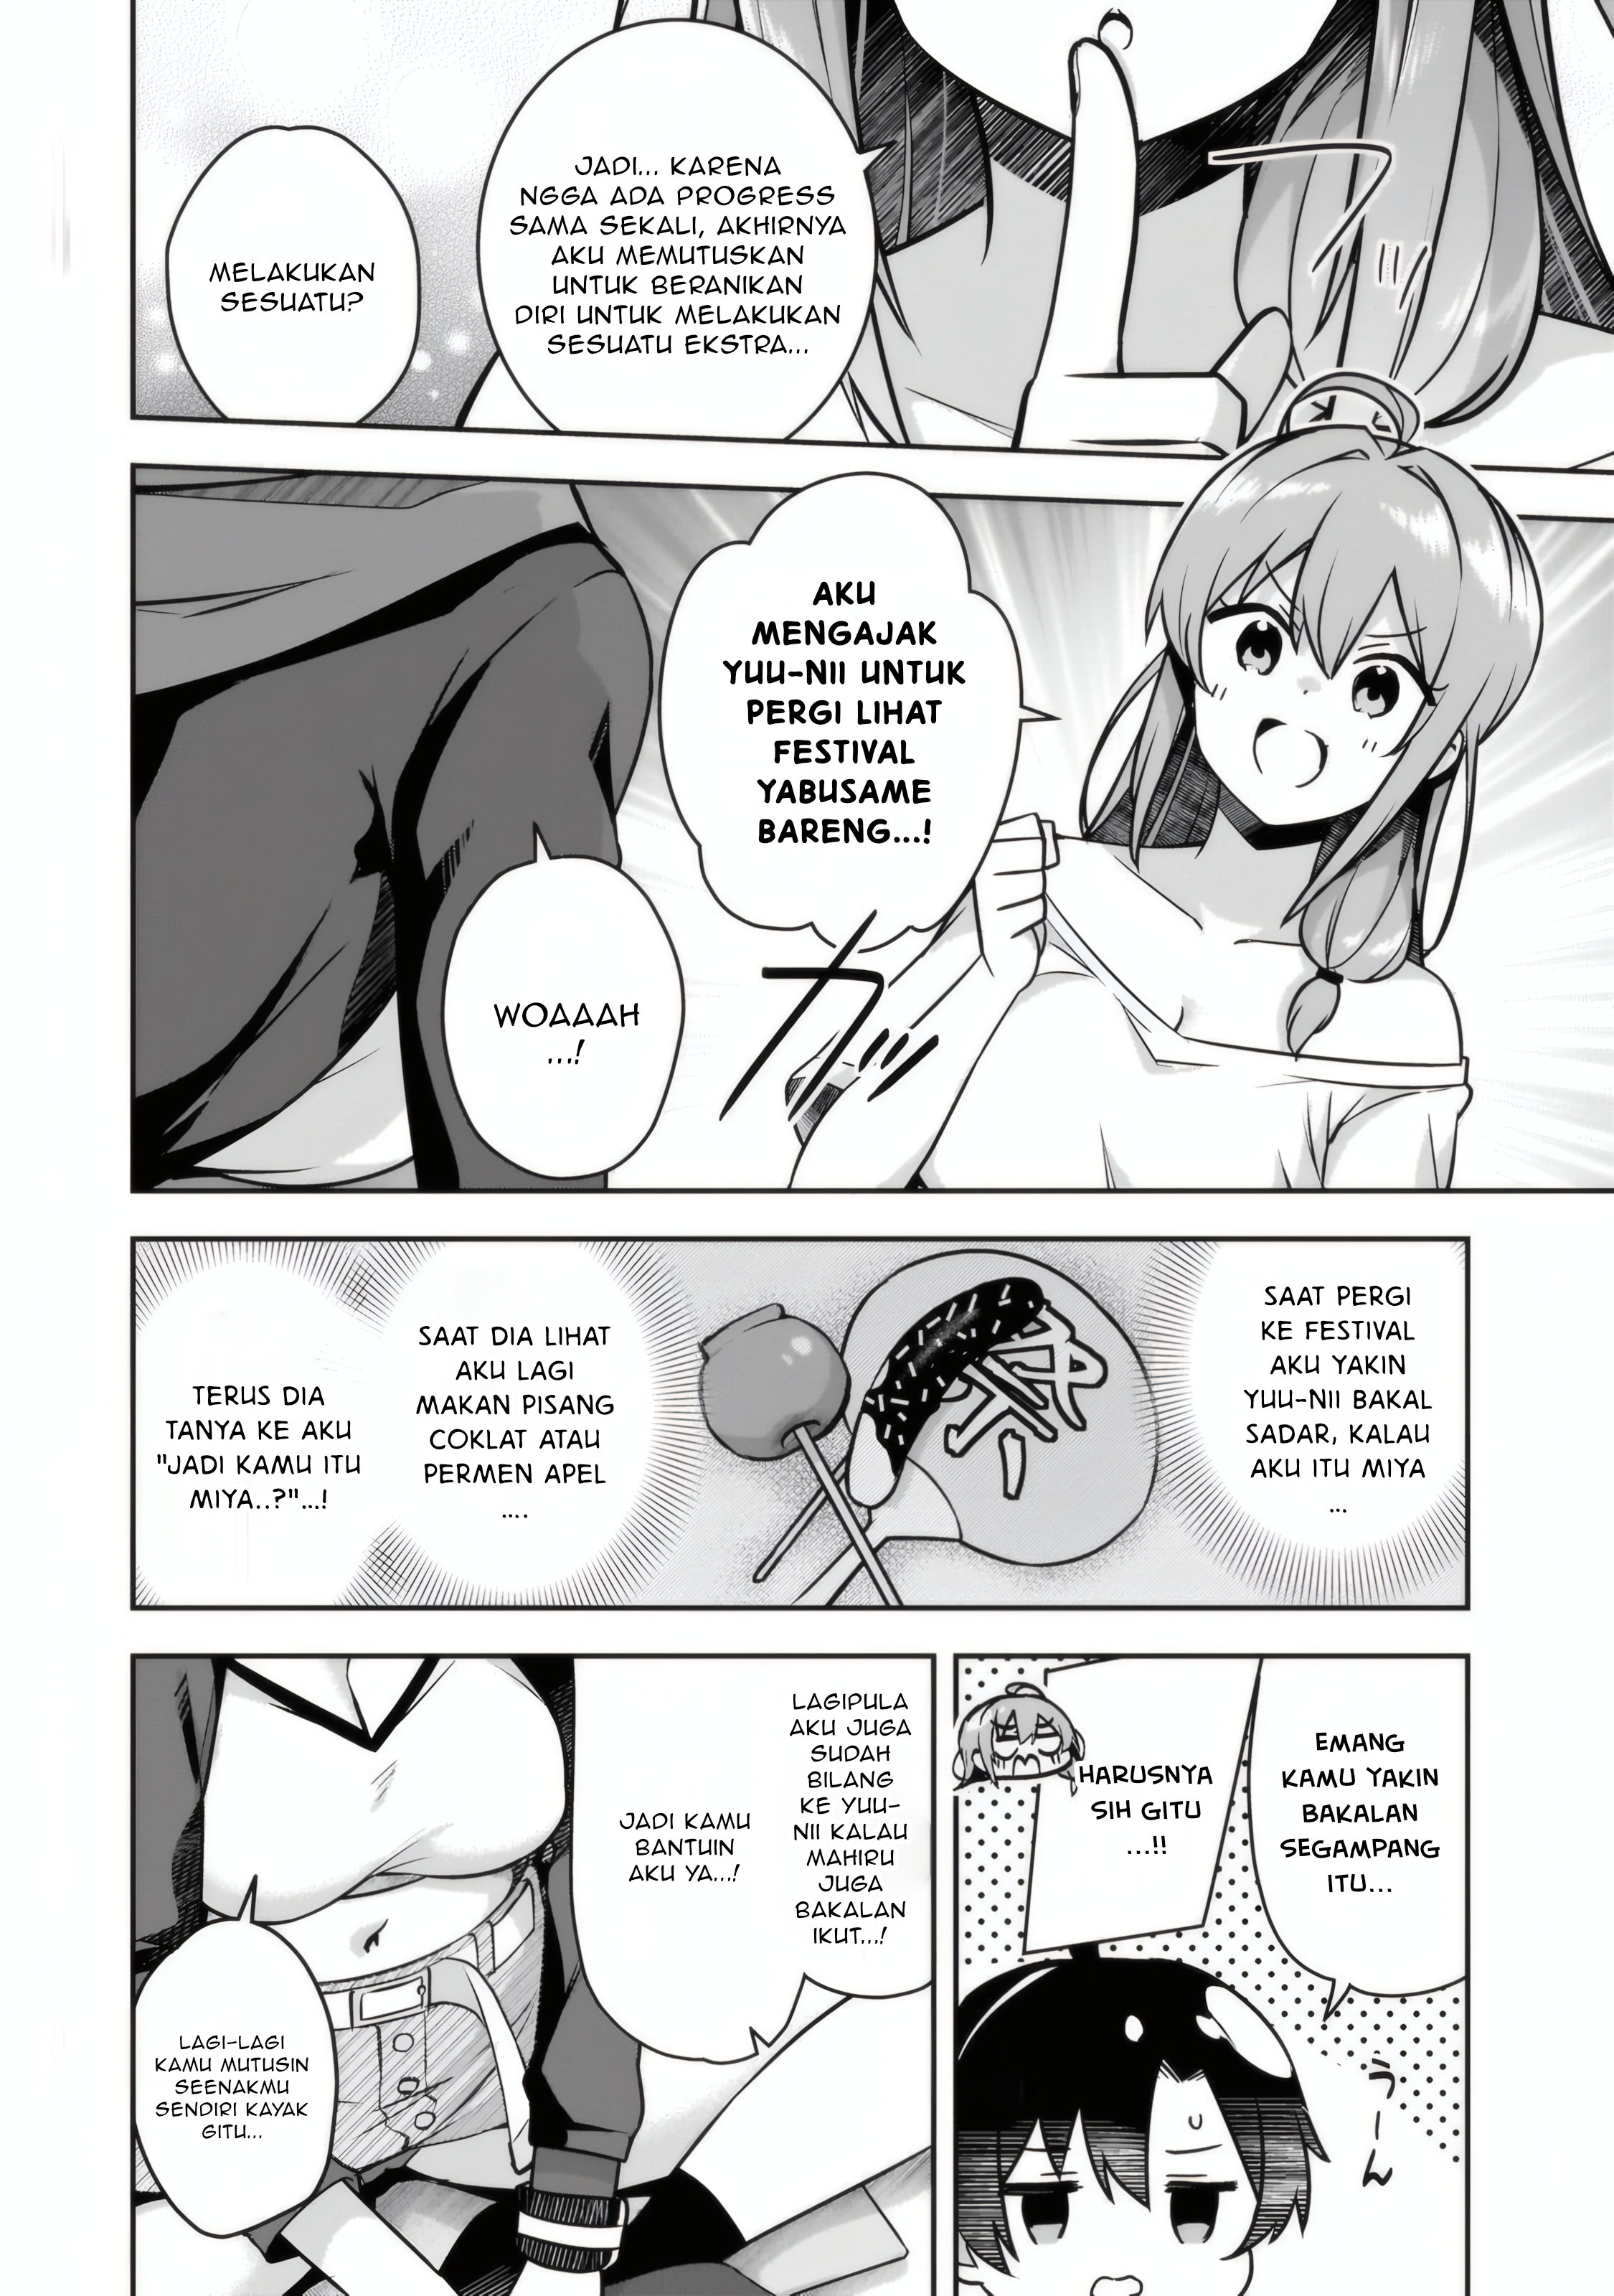 JADI... KARENA
NGGA ADA PROGRESS
SAMA SEKALI, AKHIRNYA
AKU MEMUTUSKAN
UNTUK BERANIKAN
DIRI UNTUK MELAKUKAN
SESUATU EKSTRA...
MELAKUKAN
SESUATU?
AKU
MENGAJAK
YUU-NII UNTUK
PERGI LIHAT
FESTIVAL
YABUSAME
BARENG...!
ガッ
WOAAAH
...!
SAAT PERGI
KE FESTIVAL
AKU YAKIN
YUU-NII BAKAL
SADAR, KALAU
AKU ITU MIYA
...
SAAT DIA LIHAT
AKU LAGI
MAKAN PISANG
COKLAT ATAU
PERMEN APEL
....
TERUS DIA
TANYA KE AKU
"JADI KAMU ITU
MIYA..?"...!
EMANG
KAMU YAKIN
BAKALAN
SEGAMPANG
ITU...
HARUSNYA
SIH GITU
...!!
うーん
LAGIPULA
AKU JUGA
SUDAH
BILANG
KE YUU-
NII KALAU
MAHIRU
JUGA
BAKALAN
IKUT...!
JADI KAMU
BANTUIN
AKU YA...!
LAGI-LAGI
KAMU MUTUSIN
SEENAKMU
SENDIRI KAYAK
GITU...